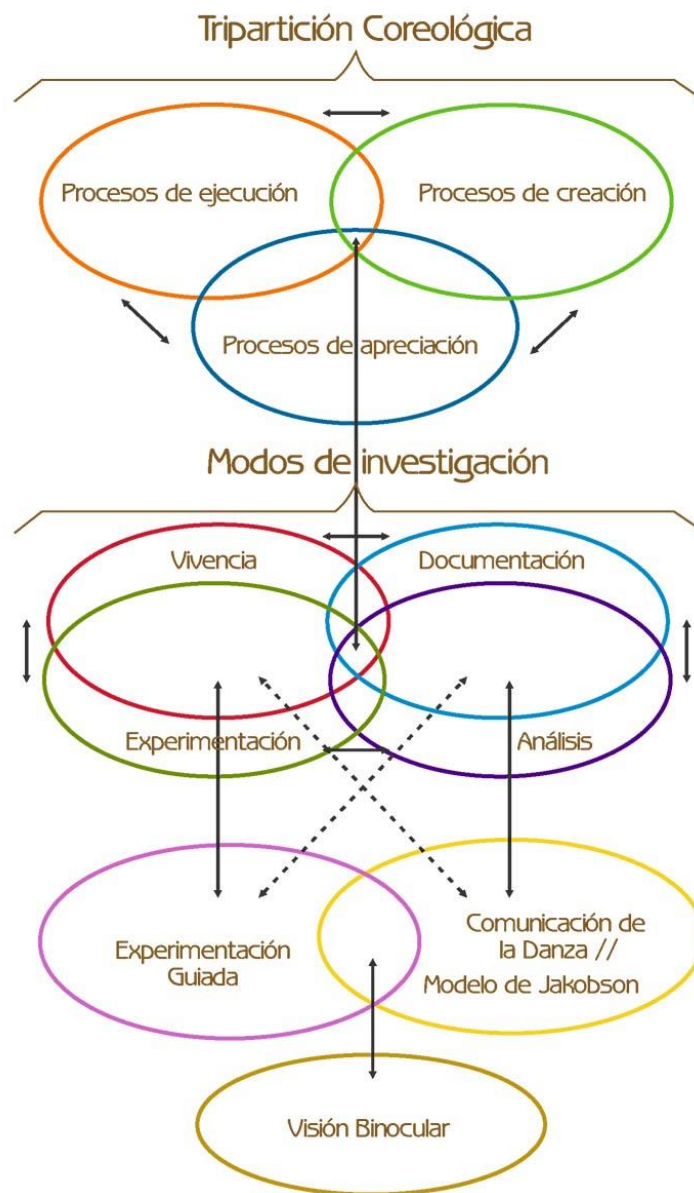 Tripartición Coreológica
Procesos de ejecución
Procesos de creación
Procesos de apreciación
Modos de investigación
Vivencia
Documentación
Experimentación
Análisis
Experimentación
Guiada
Comunicación de
la Danza //
Modelo de Jakobson
Visión Binocular